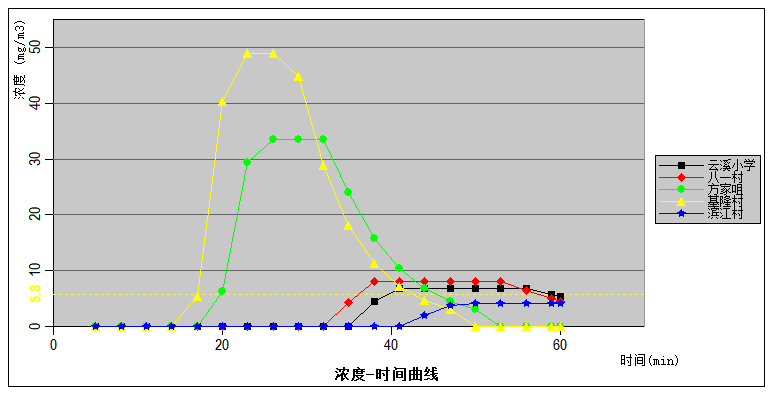 浓度 (mg/m3)
50
40
30
20
10
5.8
0
0
20
40
60
时间(min)
浓度-时间曲线
云溪小学
八一村
方家咀
基隆村
滨江村